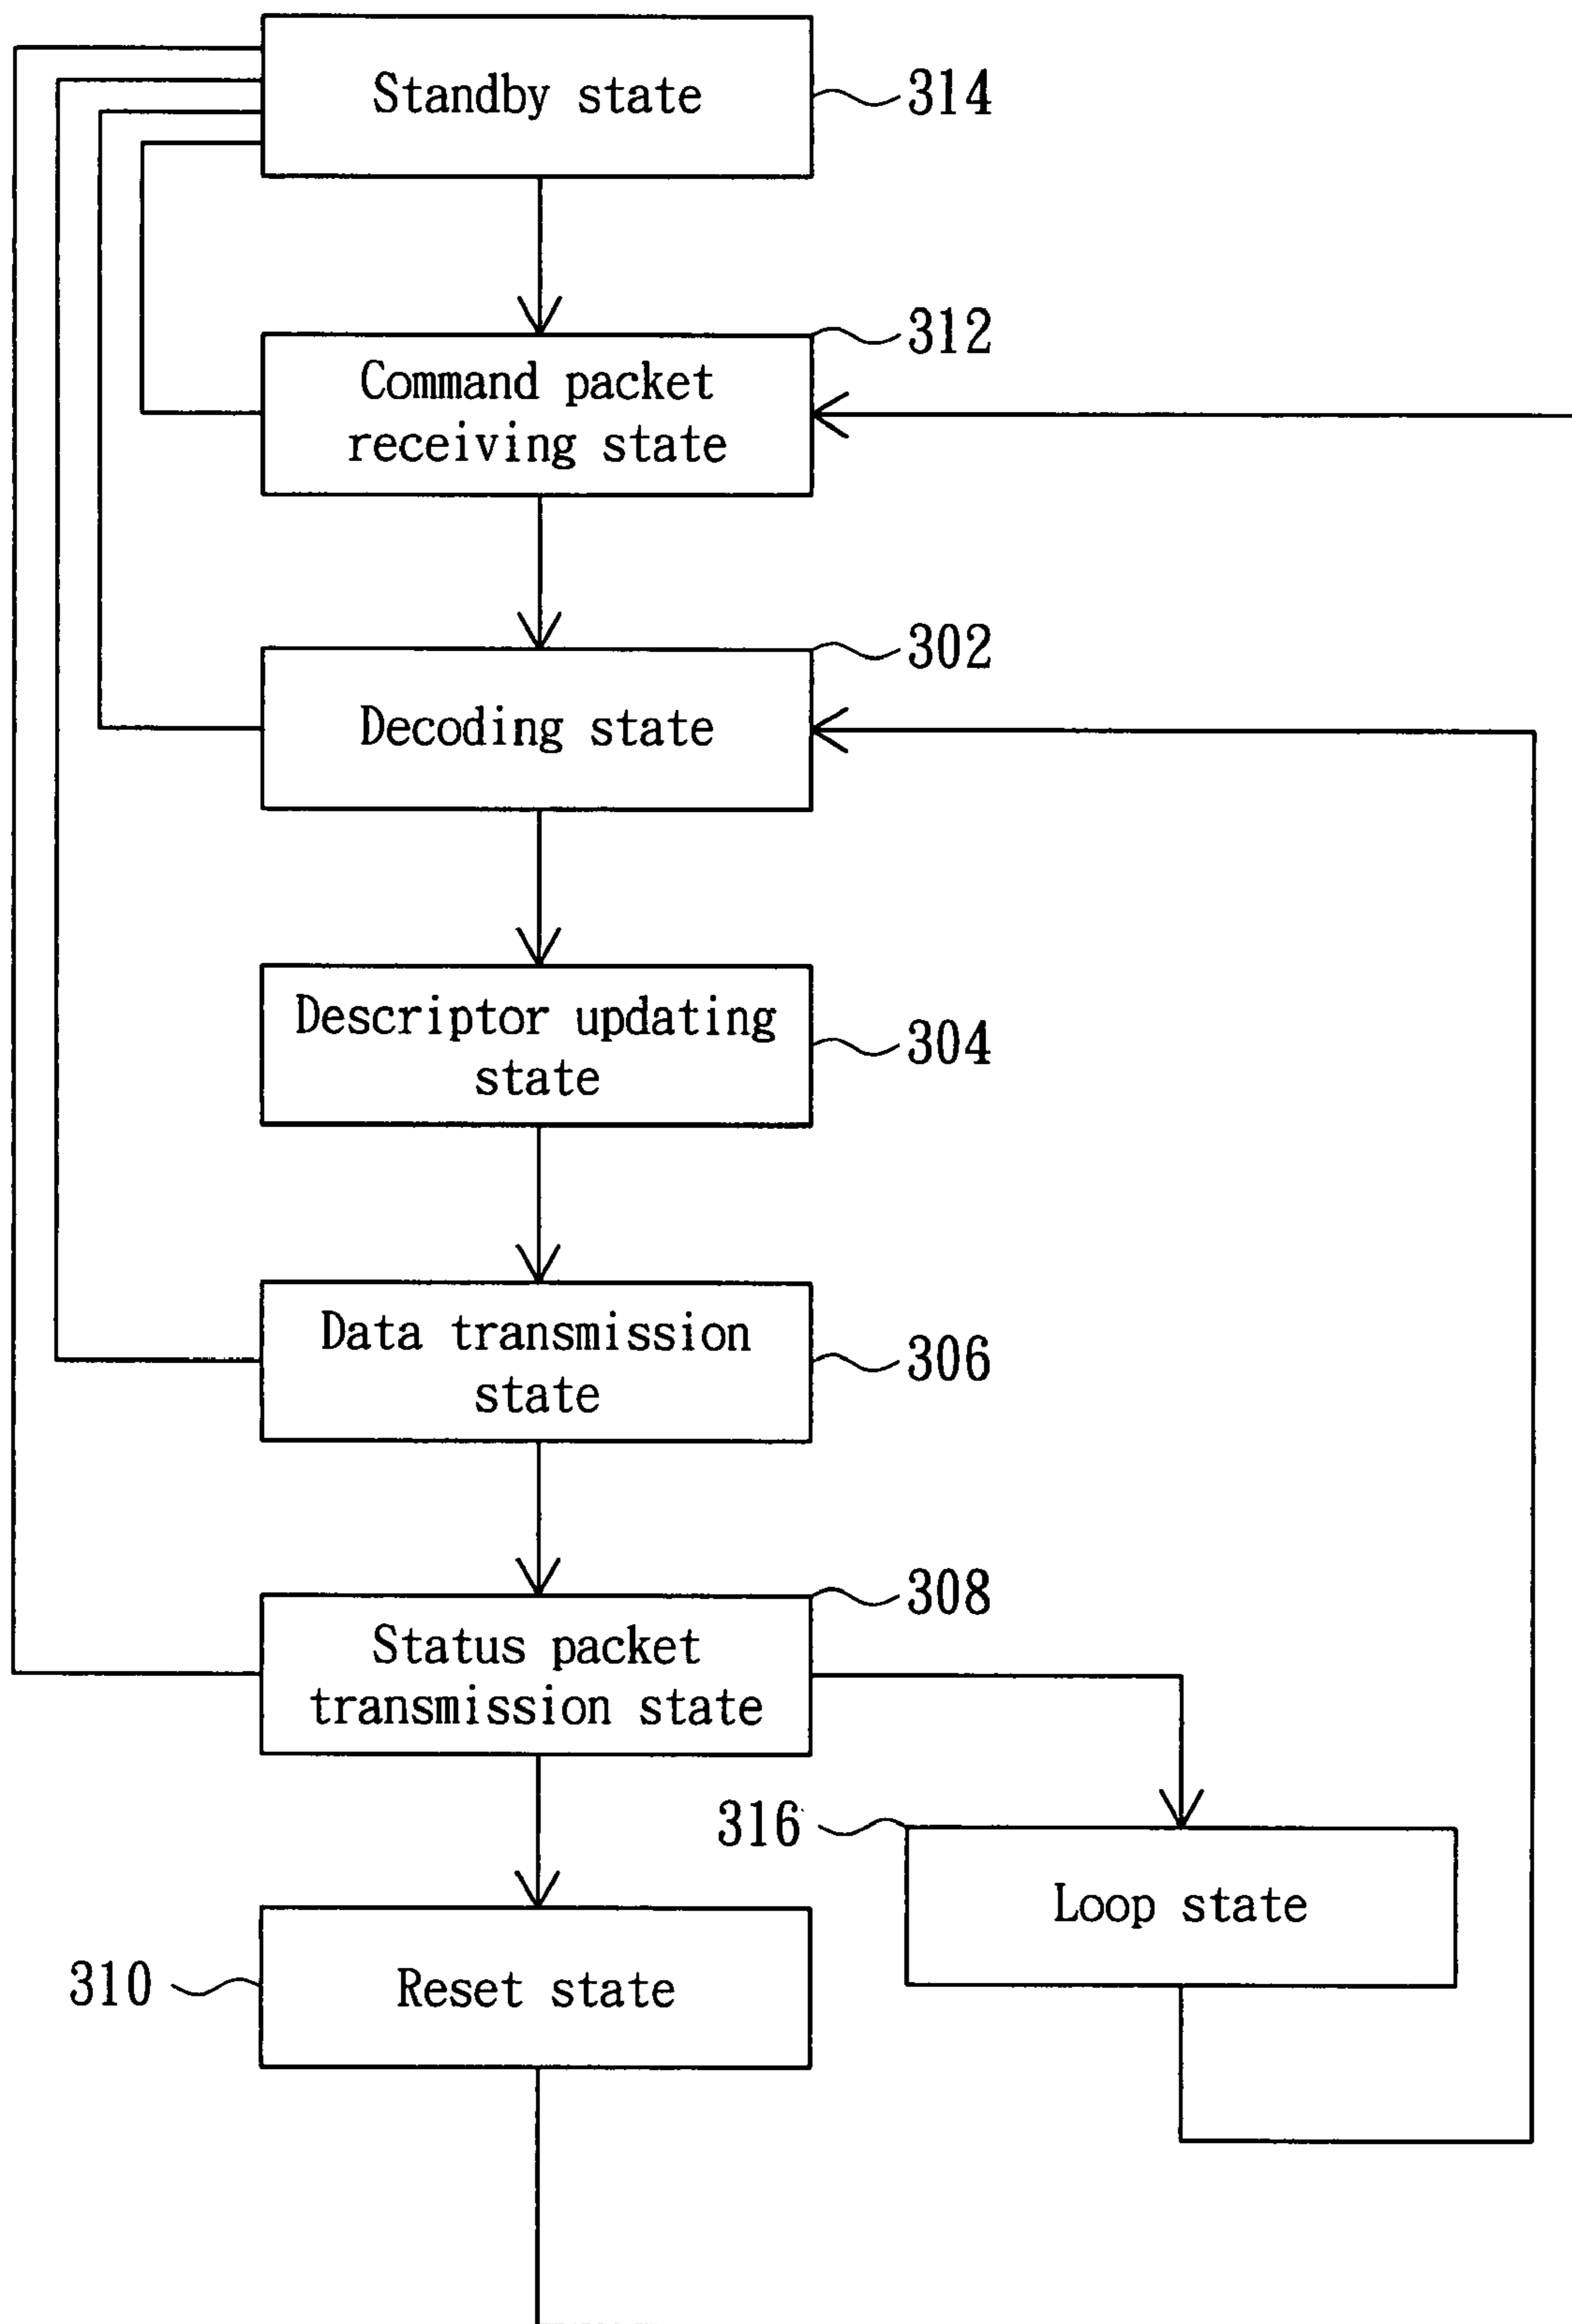 Standby state
314
312
Command packet
receiving state
302
Decoding state
Descriptor updating
state
304
Data transmission
state
306
308
Status packet
transmission state
316
Loop state
310
Reset state